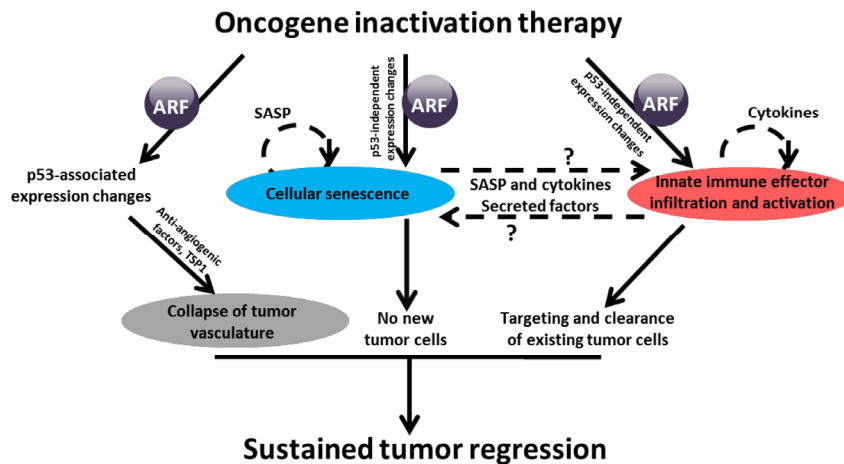 Oncogene inactivation therapy
ARF
p53-independent
expression changes
ARF
p53-independent
expression changes
ARF
SASP
Cytokines
p53-associated
expression changes
Cellular senescence
?
SASP and cytokines
Secreted factors
?
Innate immune effector
infiltration and activation
Anti-angiogenic
factors, TSP1
Collapse of tumor
vasculature
No new
tumor cells
Targeting and clearance
of existing tumor cells
Sustained tumor regression